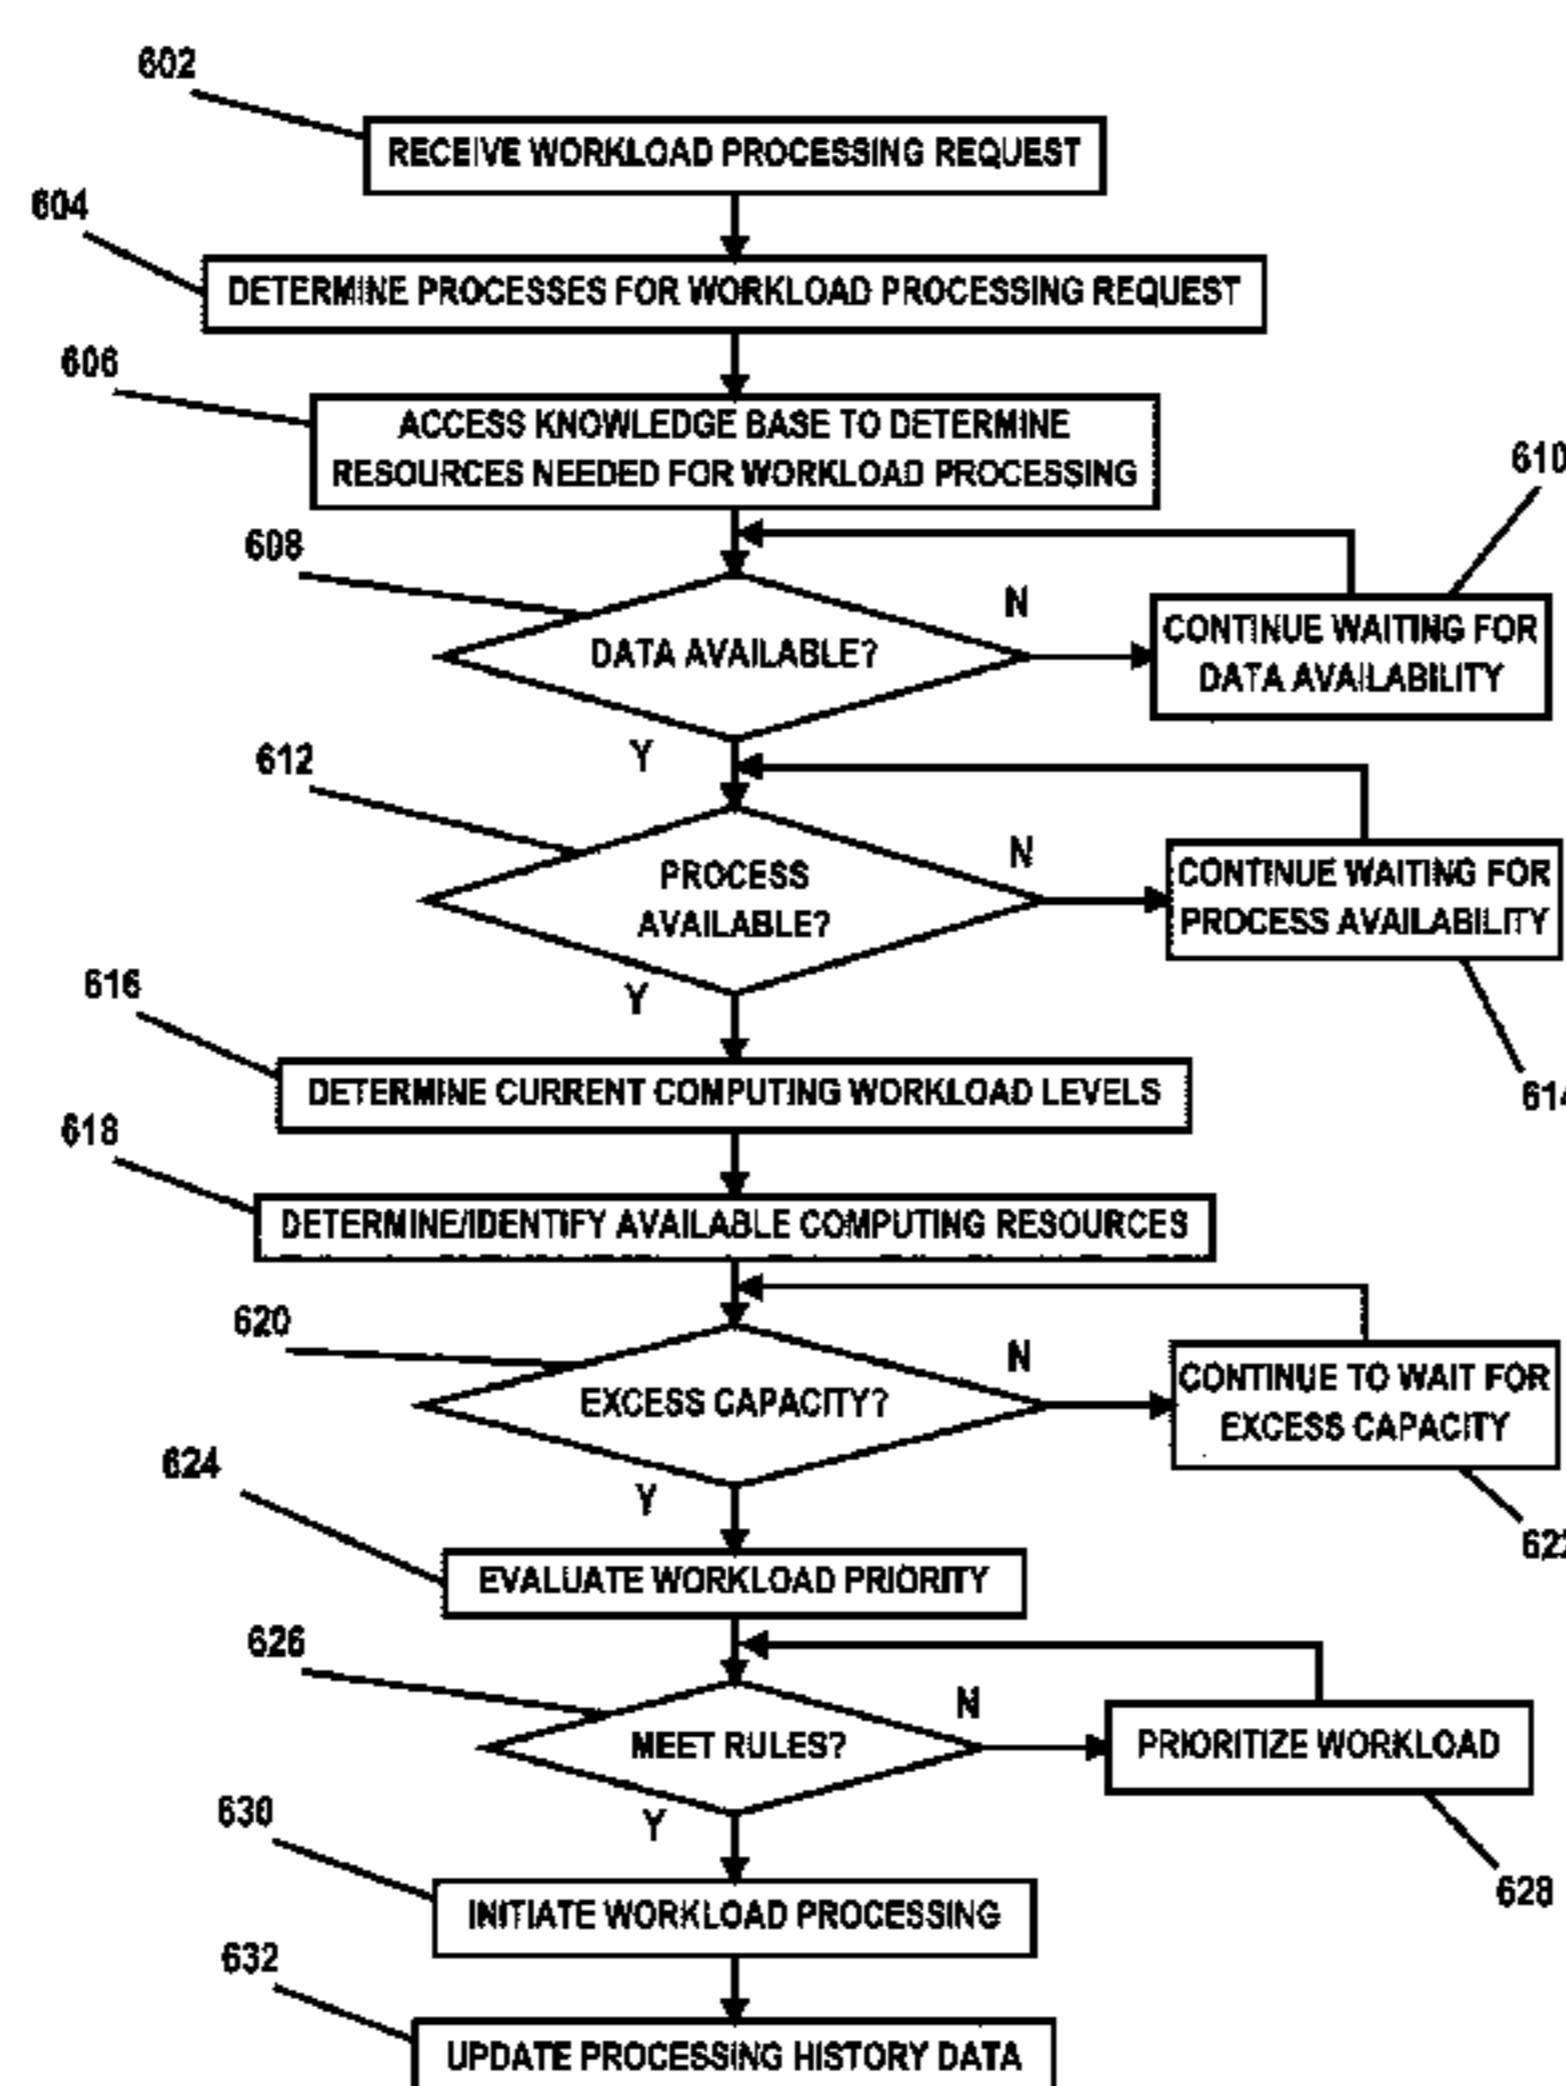 602
RECEIVE WORKLOAD PROCESSING REQUEST
604
DETERMINE PROCESSES FOR WORKLOAD PROCESSING REQUEST
606
ACCESS KNOWLEDGE BASE TO DETERMINE
RESOURCES NEEDED FOR WORKLOAD PROCESSING
610
608
DATA AVAILABLE?
N
CONTINUE WAITING FOR
DATA AVAILABILITY
Y
612
PROCESS
AVAILABLE?
N
CONTINUE WAITING FOR
PROCESS AVAILABILITY
Y
614
616
DETERMINE CURRENT COMPUTING WORKLOAD LEVELS
618
DETERMINE/IDENTIFY AVAILABLE COMPUTING RESOURCES
620
EXCESS CAPACITY?
N
CONTINUE TO WAIT FOR
EXCESS CAPACITY
Y
622
624
EVALUATE WORKLOAD PRIORITY
626
MEET RULES?
N
PRIORITIZE WORKLOAD
Y
628
630
INITIATE WORKLOAD PROCESSING
632
UPDATE PROCESSING HISTORY DATA